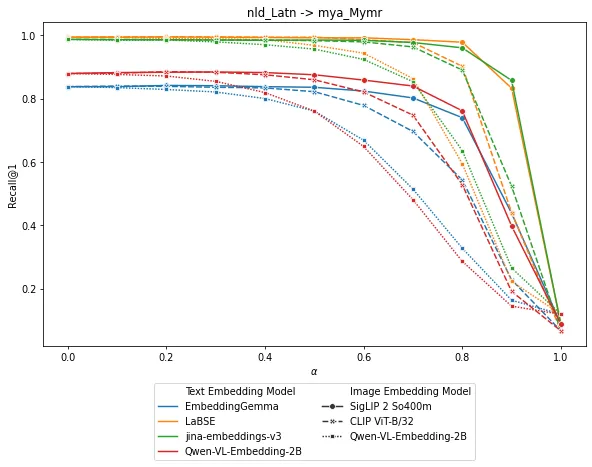 nld_Latn -> mya_Mymr
Recall@1
1.0
0.8
0.6
0.4
0.2
0.0 0.2 0.4 0.6 0.8 1.0
α
Text Embedding Model Image Embedding Model
EmbeddingGemma SigLIP 2 So400m
LaBSE CLIP ViT-B/32
jina-embeddings-v3 Qwen-VL-Embedding-2B
Qwen-VL-Embedding-2B